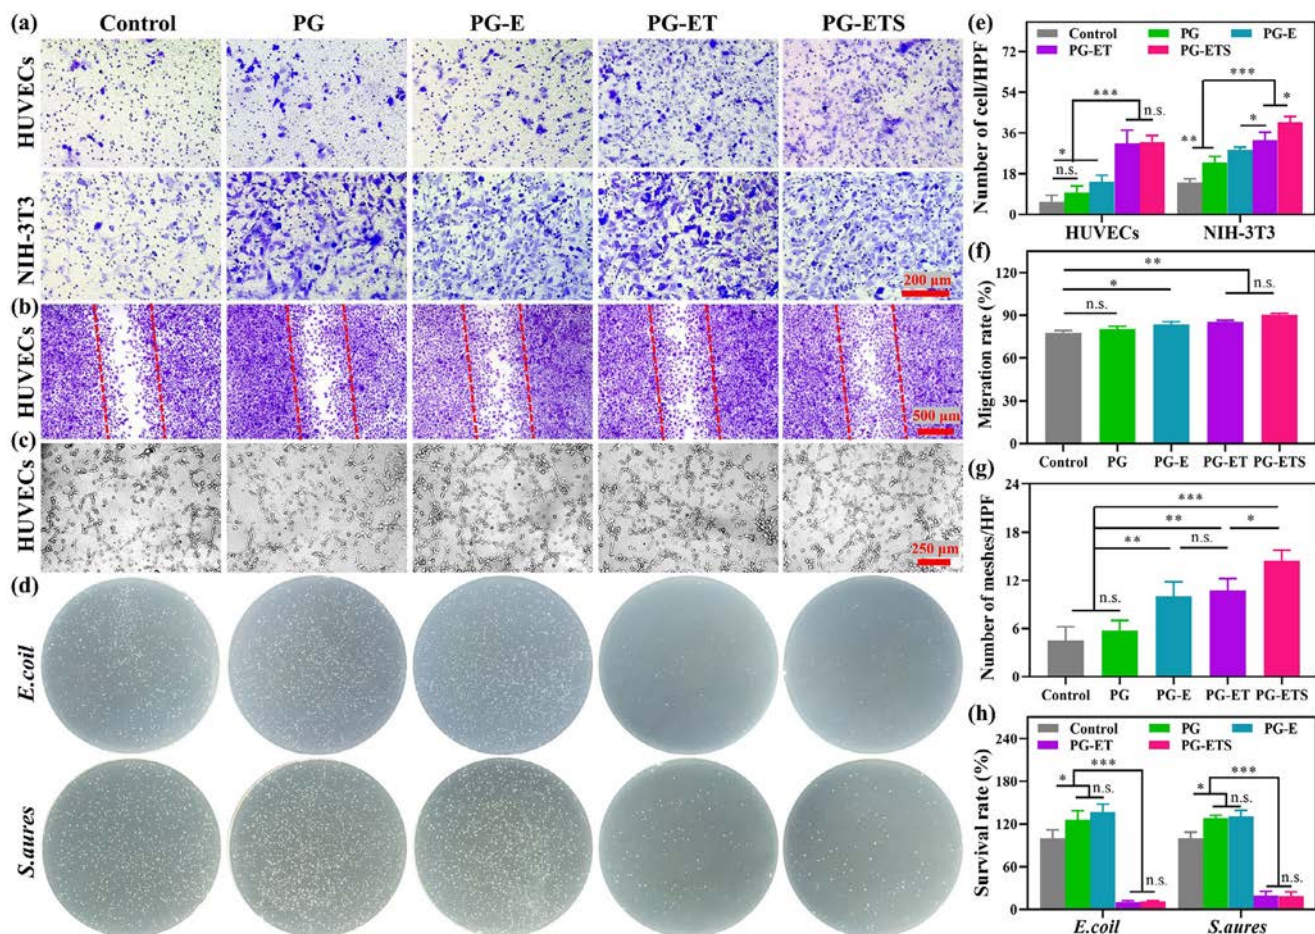 (a) Control PG PG-E PG-ET PG-ETS
HUVECs
NIH-3T3
200 μm
(b) HUVECs
500 μm
(c) HUVECs
250 μm
(d)
E.coil
S.aures
(e)
Control PG PG-E
PG-ET PG-ETS
Number of cell/HPF
72
54
36
18
0
*
n.s.
***
n.s.
**
***
*
*
HUVECs NIH-3T3
(f)
Migration rate (%)
120
90
60
30
0
**
*
n.s.
n.s.
Control PG PG-E PG-ET PG-ETS
(g)
Number of meshes/HPF
24
18
12
6
0
***
**
*
**
n.s.
n.s.
Control PG PG-E PG-ET PG-ETS
(h)
Control PG PG-E
PG-ET PG-ETS
Survival rate (%)
240
180
120
60
0
*
***
n.s.
n.s.
*
***
n.s.
n.s.
E.coil S.aures